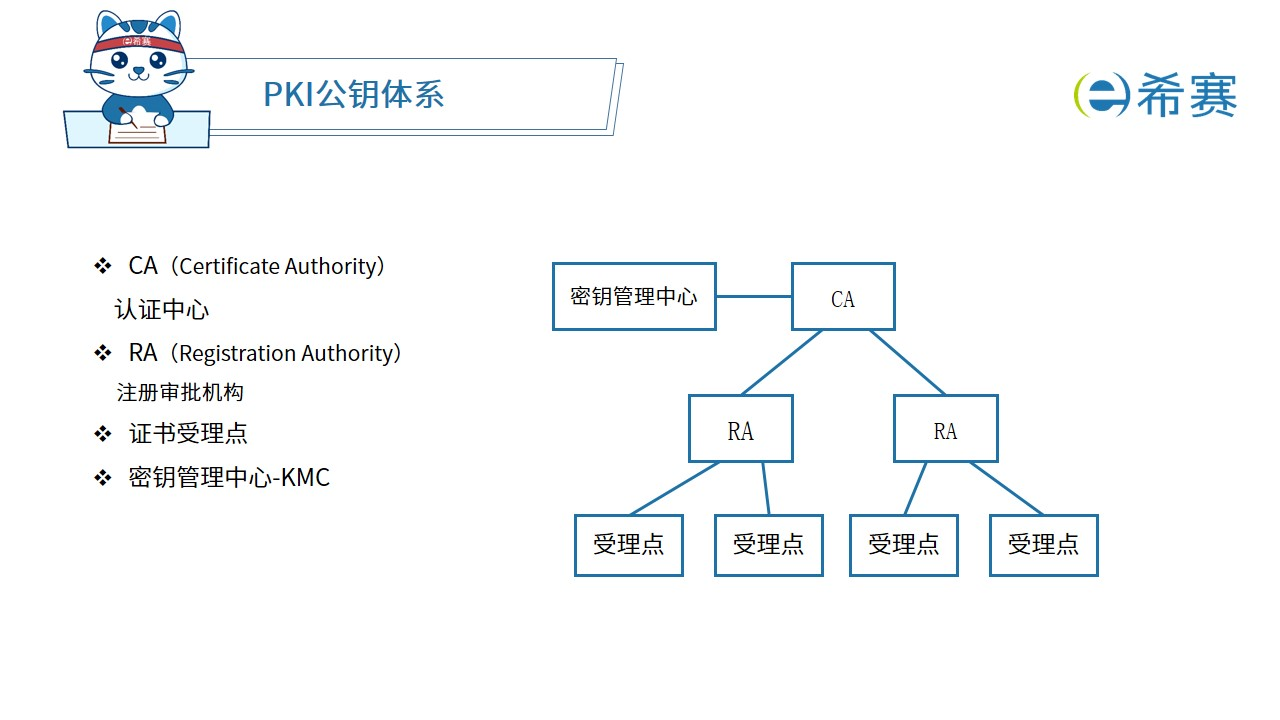 希赛
PKI公钥体系
希赛
❖ CA（Certificate Authority）
认证中心
❖ RA（Registration Authority）
注册审批机构
❖ 证书受理点
❖ 密钥管理中心-KMC
密钥管理中心
CA
RA
RA
受理点
受理点
受理点
受理点